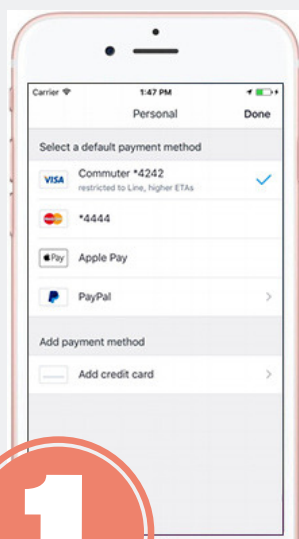 Carrier 1:47 PM
Personal Done
Select a default payment method
VISA Commuter *4242
restricted to Line, higher ETAs
*4444
Pay Apple Pay
PayPal
Add payment method
Add credit card
1